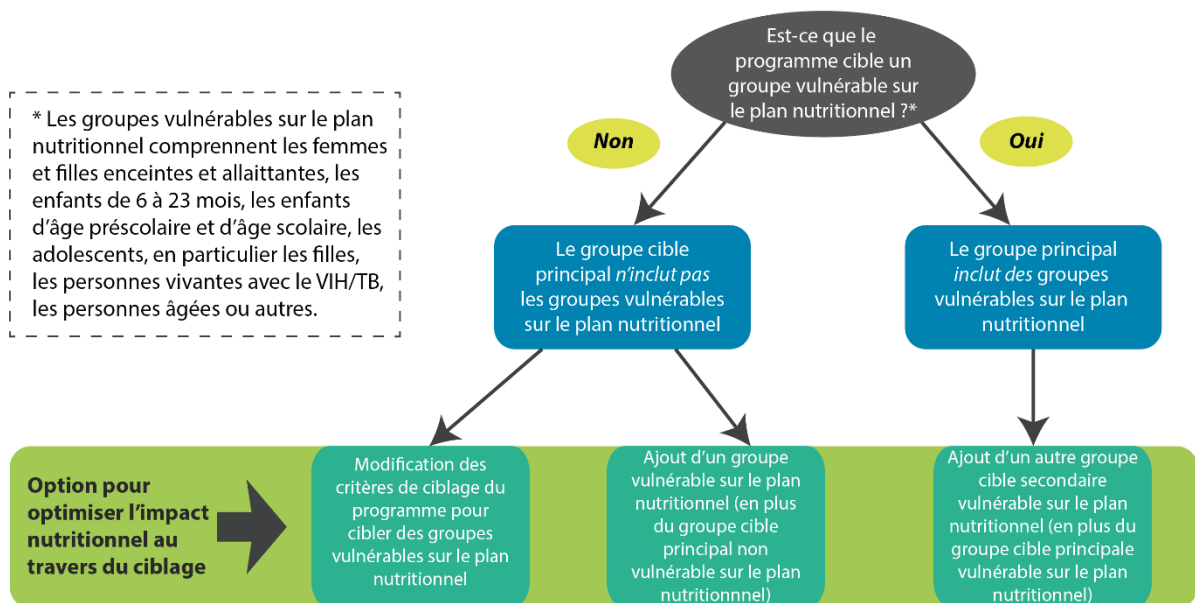 Est-ce que le
programme cible un
groupe vulnérable sur
le plan nutritionnel ?*
* Les groupes vulnérables sur le plan
nutritionnel comprennent les femmes
et filles enceintes et allaittantes, les
enfants de 6 à 23 mois, les enfants
d’âge préscolaire et d’âge scolaire, les
adolescents, en particulier les filles,
les personnes vivantes avec le VIH/TB,
les personnes âgées ou autres.
Non
Oui
Le groupe cible
principal n’inclut pas
les groupes vulnérables
sur le plan nutritionnel
Le groupe principal
inclut des groupes
vulnérables sur le plan
nutritionnel
Option pour
optimiser l’impact
nutritionnel au
travers du ciblage
Modification des
critères de ciblage du
programme pour
cibler des groupes
vulnérables sur le plan
nutritionnel
Ajout d’un groupe
vulnérable sur le plan
nutritionnel (en plus
du groupe cible
principal non
vulnérable sur le plan
nutritionnnel)
Ajout d’un autre groupe
cible secondaire
vulnérable sur le plan
nutritionnel (en plus du
groupe cible principale
vulnérable sur le plan
nutritionnel)